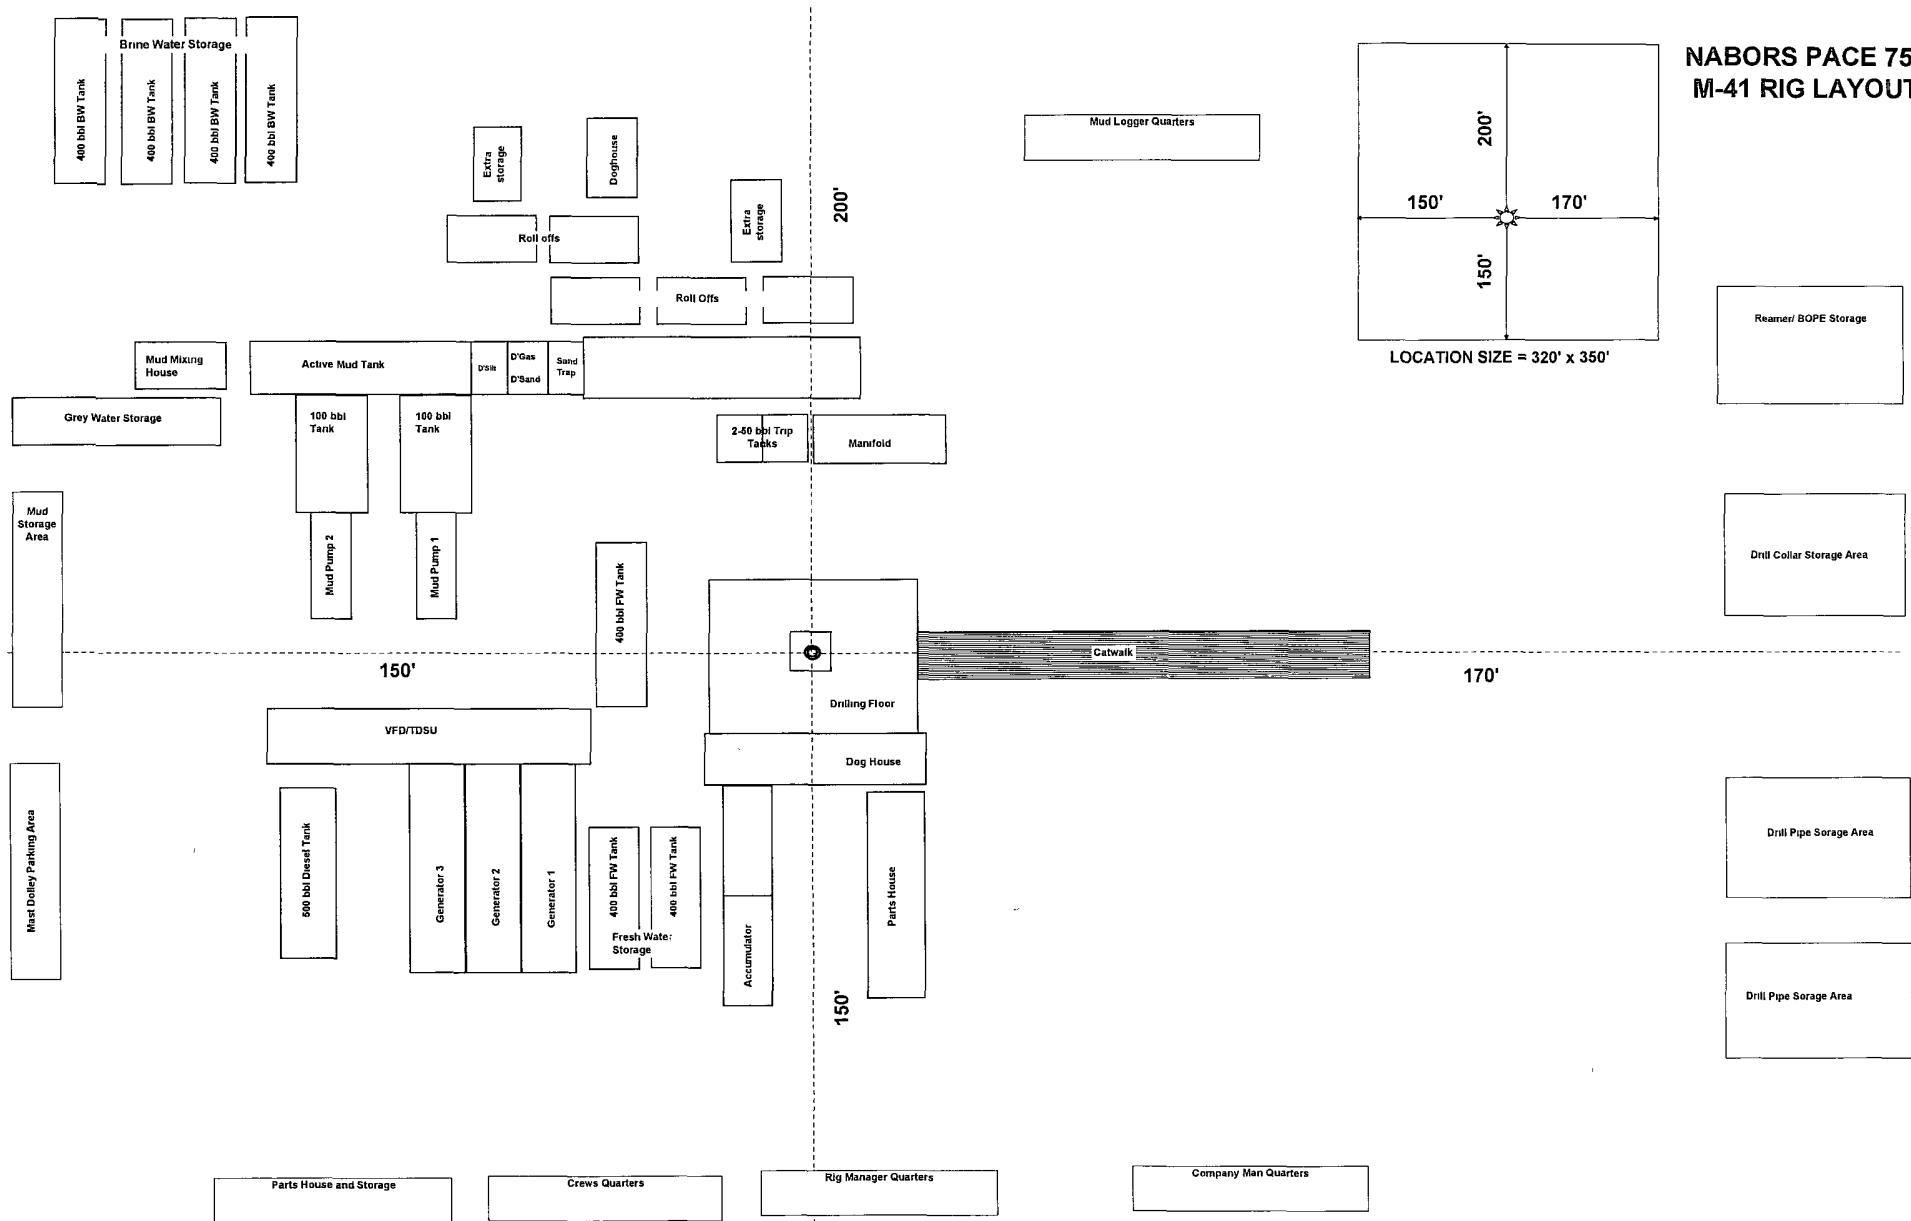 NABORS PACE 75
M-41 RIG LAYOUT
Brine Water Storage
400 bbl BW Tank
400 bbl BW Tank
400 bbl BW Tank
400 bbl BW Tank
Extra
storage
Doghouse
Extra
storage
200'
Mud Logger Quarters
200'
150'
170'
150'
LOCATION SIZE = 320' x 350'
Roll offs
Roll Offs
Reamer/ BOPE Storage
Mud Mixing
House
Active Mud Tank
D'Silt
D'Gas
D'Sand
Sand
Trap
Grey Water Storage
100 bbl
Tank
100 bbl
Tank
2-50 bbl Trip
Tanks
Manifold
Mud
Storage
Area
Mud Pump 2
Mud Pump 1
400 bbl FW Tank
Drill Collar Storage Area
150'
Catwalk
170'
Drilling Floor
VFD/TDSU
Dog House
Mast Dolley Parking Area
500 bbl Diesel Tank
Generator 3
Generator 2
Generator 1
400 bbl FW Tank
400 bbl FW Tank
Fresh Water
Storage
Accumulator
Parts House
Drill Pipe Sorage Area
Drill Pipe Sorage Area
150'
Parts House and Storage
Crews Quarters
Rig Manager Quarters
Company Man Quarters